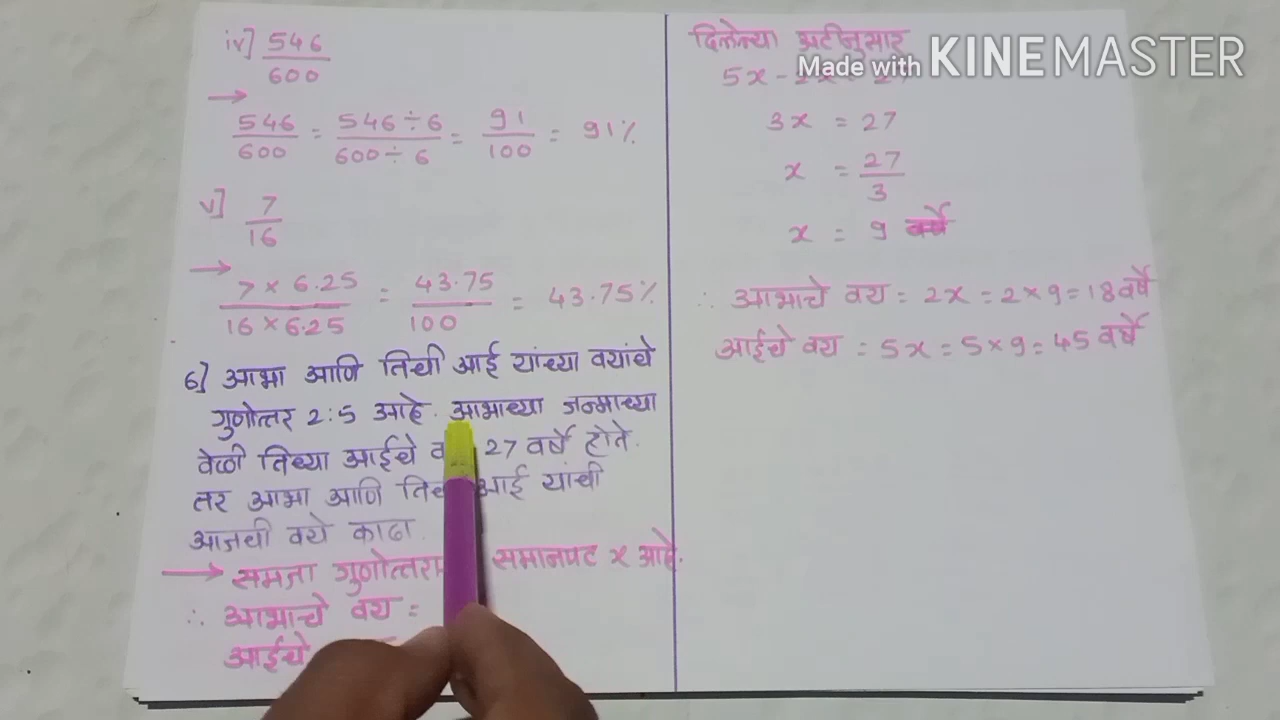 iv] 546
600
→
546/600 = 546÷6/600÷6 = 91/100 = 91%
v] 7
16
→
7×6.25/16×6.25 = 43.75/100 = 43.75%
6] आभा आणि तिची आई यांच्या वयांचे
गुणोत्तर 2:5 आहे. आभाच्या जन्माच्या
वेळी तिच्या आईचे 27 वर्षे होते.
तर आभा आणि आई यांची
आजची वये काढा.
→ समजा समानपट x आहे.
∴ आभाचे वय =
आईचे
दिलेल्या अटीनुसार
5x -
3x = 27
x = 27/3
x = 9 वर्षे
∴ आभाचे वय = 2x = 2×9 = 18 वर्षे
आईचे वय = 5x = 5×9 = 45 वर्षे
Made with KINEMASTER